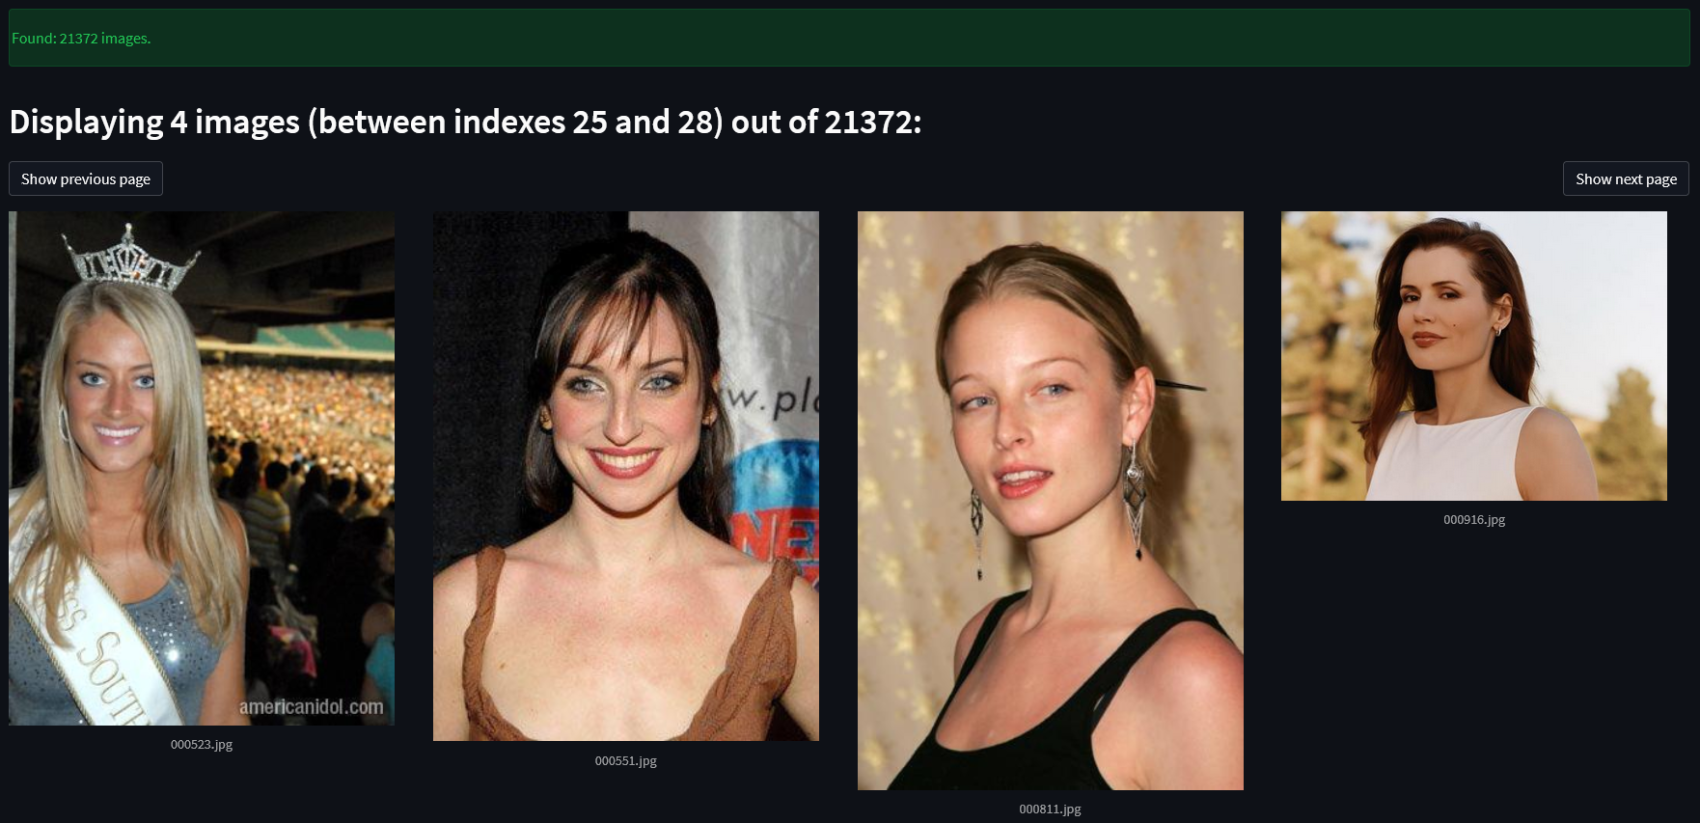 Found: 21372 images.
Displaying 4 images (between indexes 25 and 28) out of 21372:
Show previous page
Show next page
SS SOUTH
americanidol.com
000523.jpg
w.pla
NE
000551.jpg
000811.jpg
000916.jpg